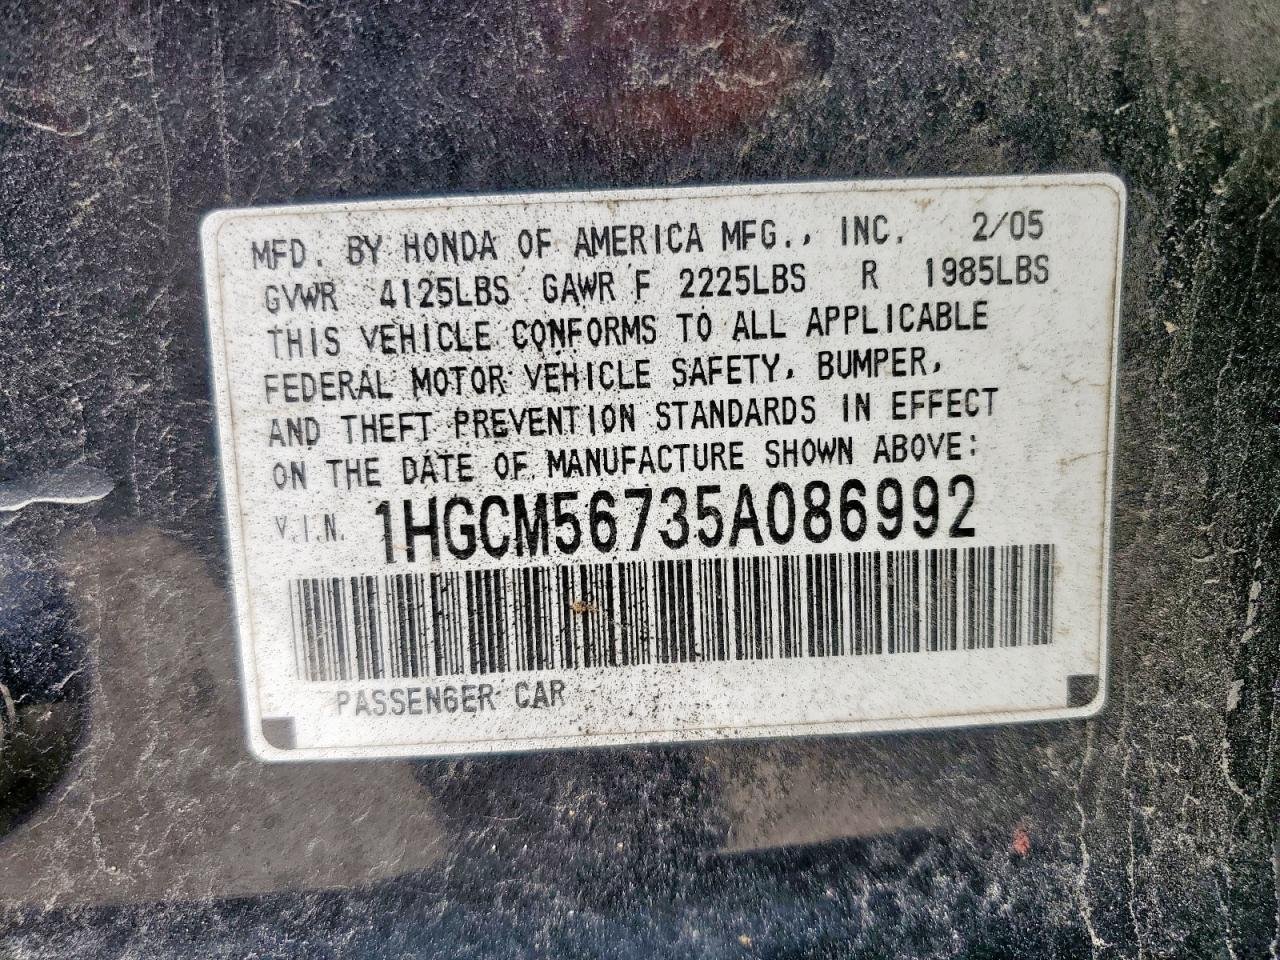 MFD. BY HONDA OF AMERICA MFG., INC. 2/05
GVWR 4125LBS GAWR F 2225LBS R 1985LBS
THIS VEHICLE CONFORMS TO ALL APPLICABLE
FEDERAL MOTOR VEHICLE SAFETY, BUMPER,
AND THEFT PREVENTION STANDARDS IN EFFECT
ON THE DATE OF MANUFACTURE SHOWN ABOVE:
V.I.N. 1HGCM56735A086992
PASSENGER CAR